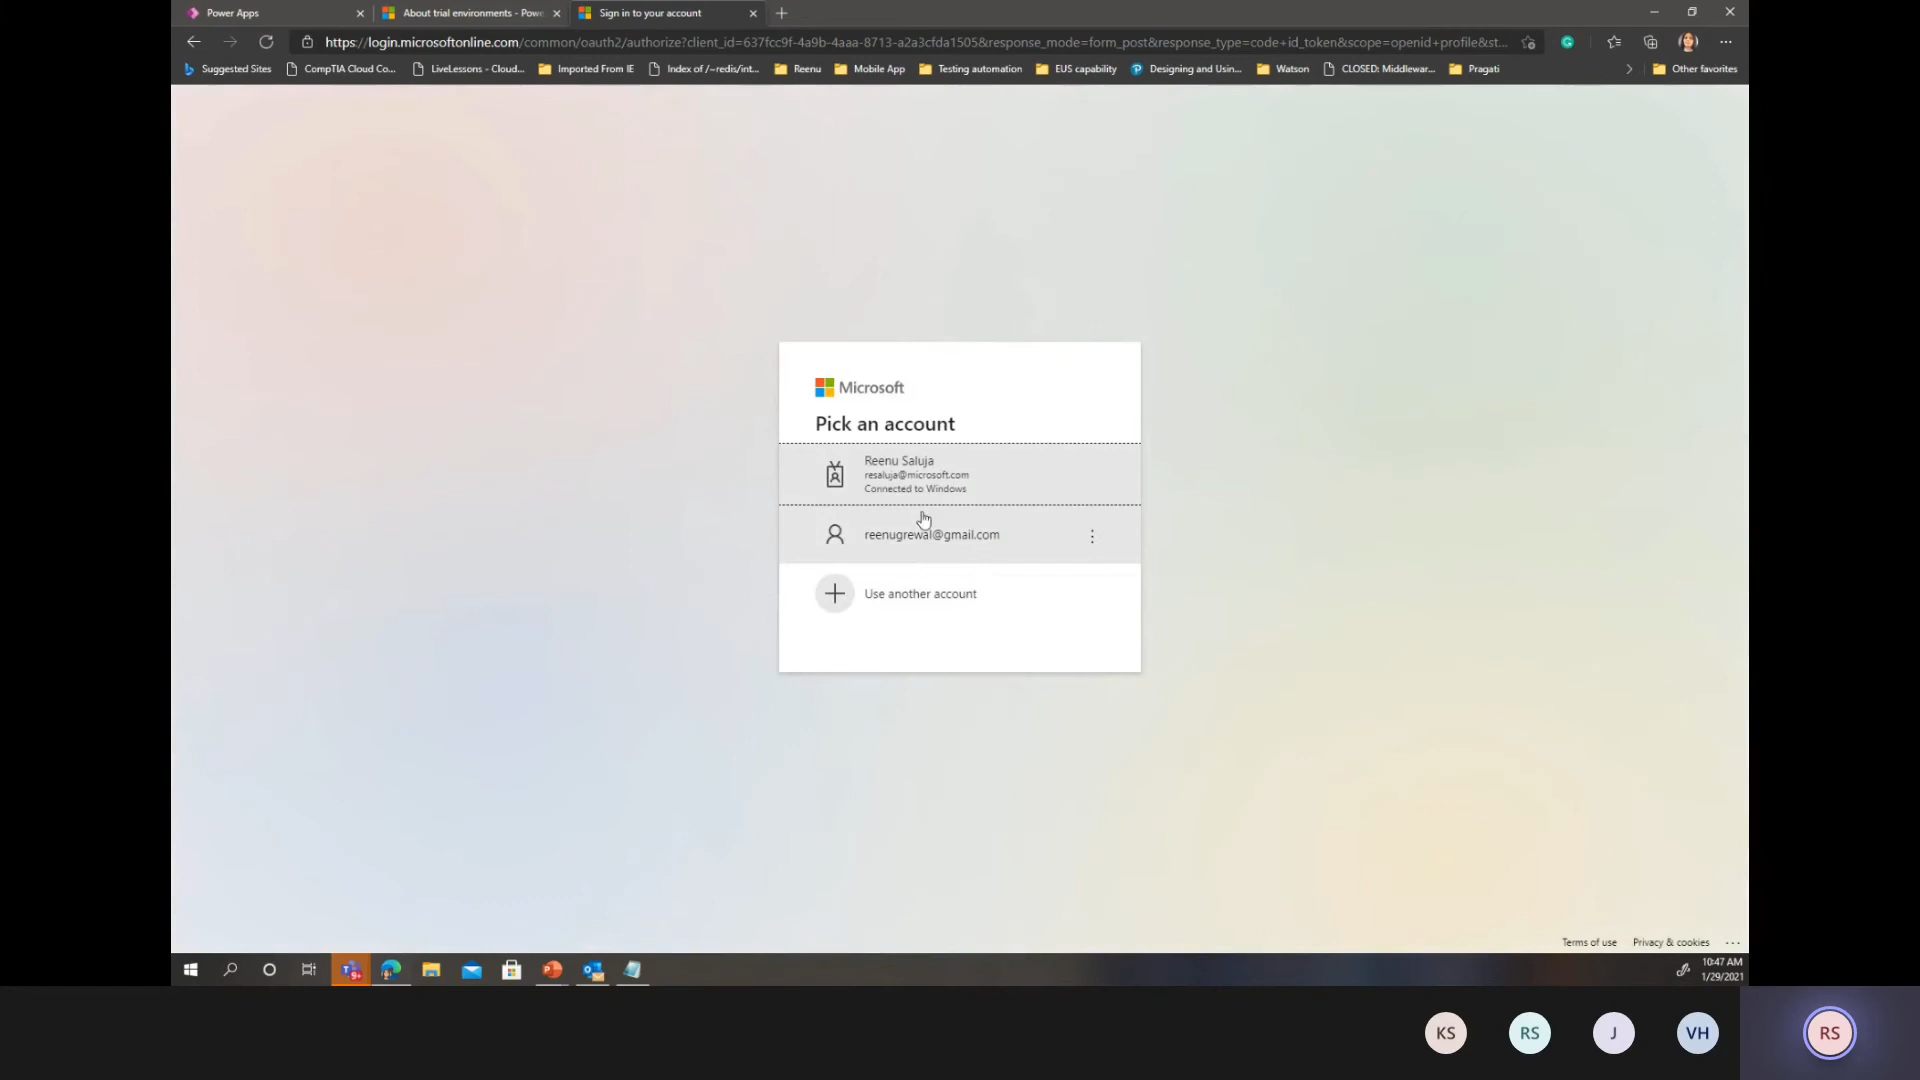 Power Apps
About trial environments - Powe
Sign in to your account
https://login.microsoftonline.com/common/oauth2/authorize?client_id=637fcc9f-4a9b-4aaa-8713-a2a3cfda1505&response_mode=form_post&response_type=code+id_token&scope=openid+profile&st...
Suggested Sites
CompTIA Cloud Co...
LiveLessons - Cloud...
Imported From IE
Index of /~redis/int...
Reenu
Mobile App
Testing automation
EUS capability
Designing and Usin...
Watson
CLOSED: Middlewar...
Pragati
Other favorites
Microsoft
Pick an account
Reenu Saluja
resaluja@microsoft.com
Connected to Windows
reenugrewal@gmail.com
Use another account
Terms of use
Privacy & cookies
...
10:47 AM
1/29/2021
KS
RS
J
VH
RS